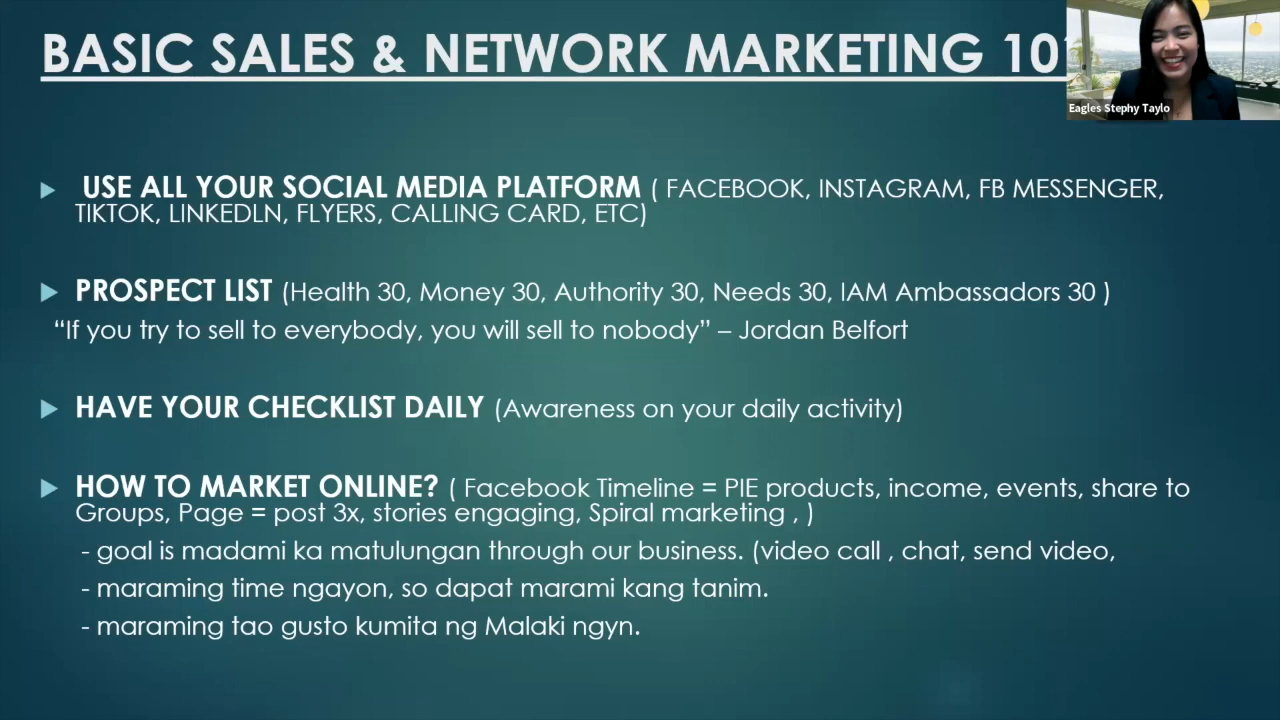 BASIC SALES & NETWORK MARKETING 10
Eagles Stephy Taylo
USE ALL YOUR SOCIAL MEDIA PLATFORM ( FACEBOOK, INSTAGRAM, FB MESSENGER,
TIKTOK, LINKEDLN, FLYERS, CALLING CARD, ETC)
PROSPECT LIST (Health 30, Money 30, Authority 30, Needs 30, IAM Ambassadors 30 )
“If you try to sell to everybody, you will sell to nobody” – Jordan Belfort
HAVE YOUR CHECKLIST DAILY (Awareness on your daily activity)
HOW TO MARKET ONLINE? ( Facebook Timeline = PIE products, income, events, share to
Groups, Page = post 3x, stories engaging, Spiral marketing , )
- goal is madami ka matulungan through our business. (video call , chat, send video,
- maraming time ngayon, so dapat marami kang tanim.
- maraming tao gusto kumita ng Malaki ngyn.